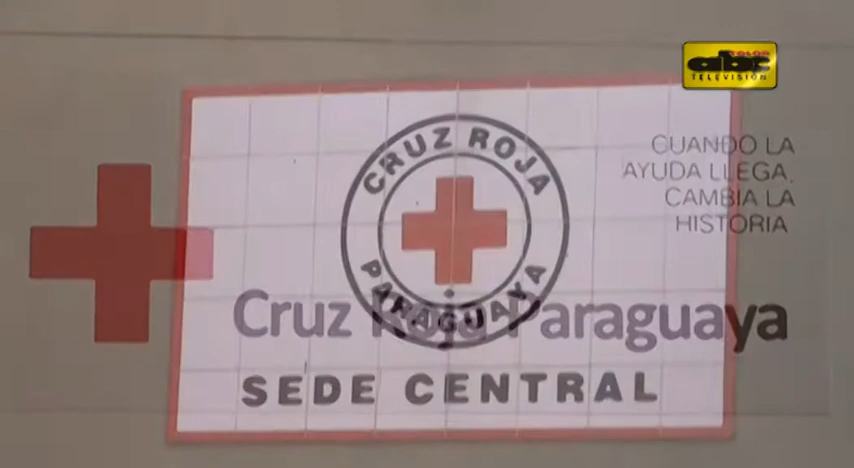 COLOR
abc
TELEVISIÓN
CUANDO LA
AYUDA LLEGA,
CAMBIA LA
HISTORIA
CRUZ ROJA
PARAGUAYA
Cruz Roja Paraguaya
SEDE CENTRAL